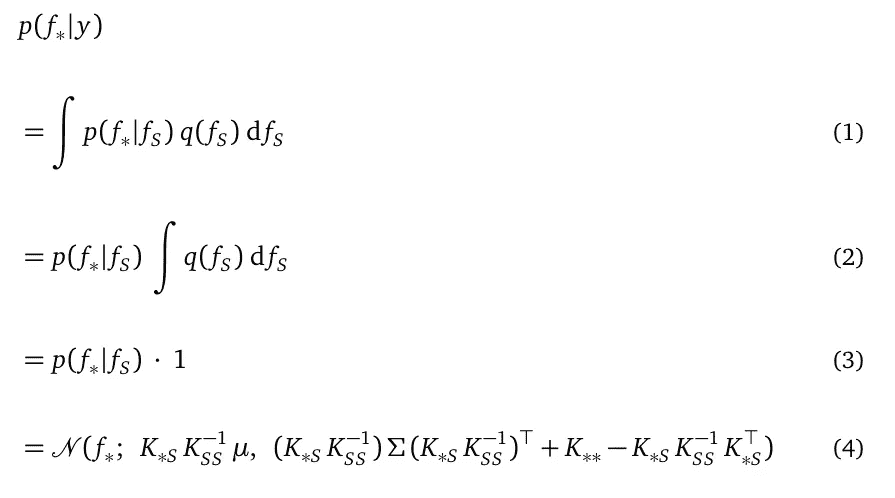 p(f_*|y)
= ∫ p(f_*|f_S) q(f_S) df_S (1)
= p(f_*|f_S) ∫ q(f_S) df_S (2)
= p(f_*|f_S) · 1 (3)
= 𝒩(f_*; K_{*S} K_{SS}^{-1} μ, (K_{*S} K_{SS}^{-1}) Σ (K_{*S} K_{SS}^{-1})^⊤ + K_{**} − K_{*S} K_{SS}^{-1} K_{*S}^⊤) (4)